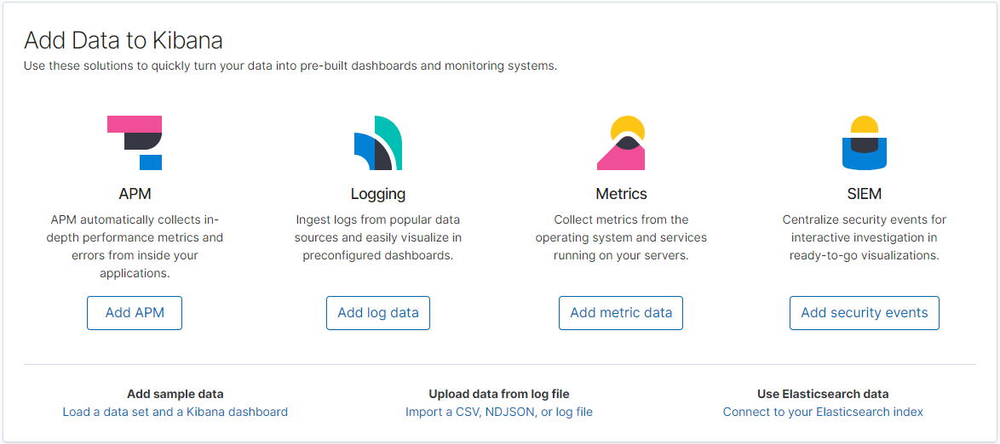 Add Data to Kibana
Use these solutions to quickly turn your data into pre-built dashboards and monitoring systems.
APM
APM automatically collects in-
depth performance metrics and
errors from inside your
applications.
Add APM
Logging
Ingest logs from popular data
sources and easily visualize in
preconfigured dashboards.
Add log data
Metrics
Collect metrics from the
operating system and services
running on your servers.
Add metric data
SIEM
Centralize security events for
interactive investigation in
ready-to-go visualizations.
Add security events
Add sample data
Load a data set and a Kibana dashboard
Upload data from log file
Import a CSV, NDJSON, or log file
Use Elasticsearch data
Connect to your Elasticsearch index